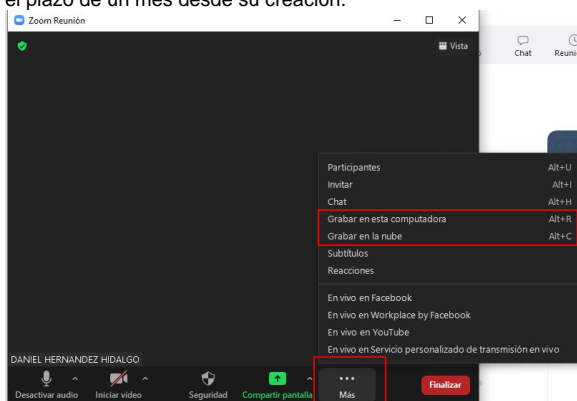 el plazo de un mes desde su creación.
Zoom Reunión
Vista
Chat
Participantes Alt+U
Invitar Alt+I
Chat Alt+H
Grabar en esta computadora Alt+R
Grabar en la nube Alt+C
Subtítulos
Reacciones
En vivo en Facebook
En vivo en Workplace by Facebook
En vivo en YouTube
En vivo en Servicio personalizado de transmisión en vivo
DANIEL HERNANDEZ HIDALGO
Desactivar audio Iniciar video Seguridad Compartir pantalla Más Finalizar